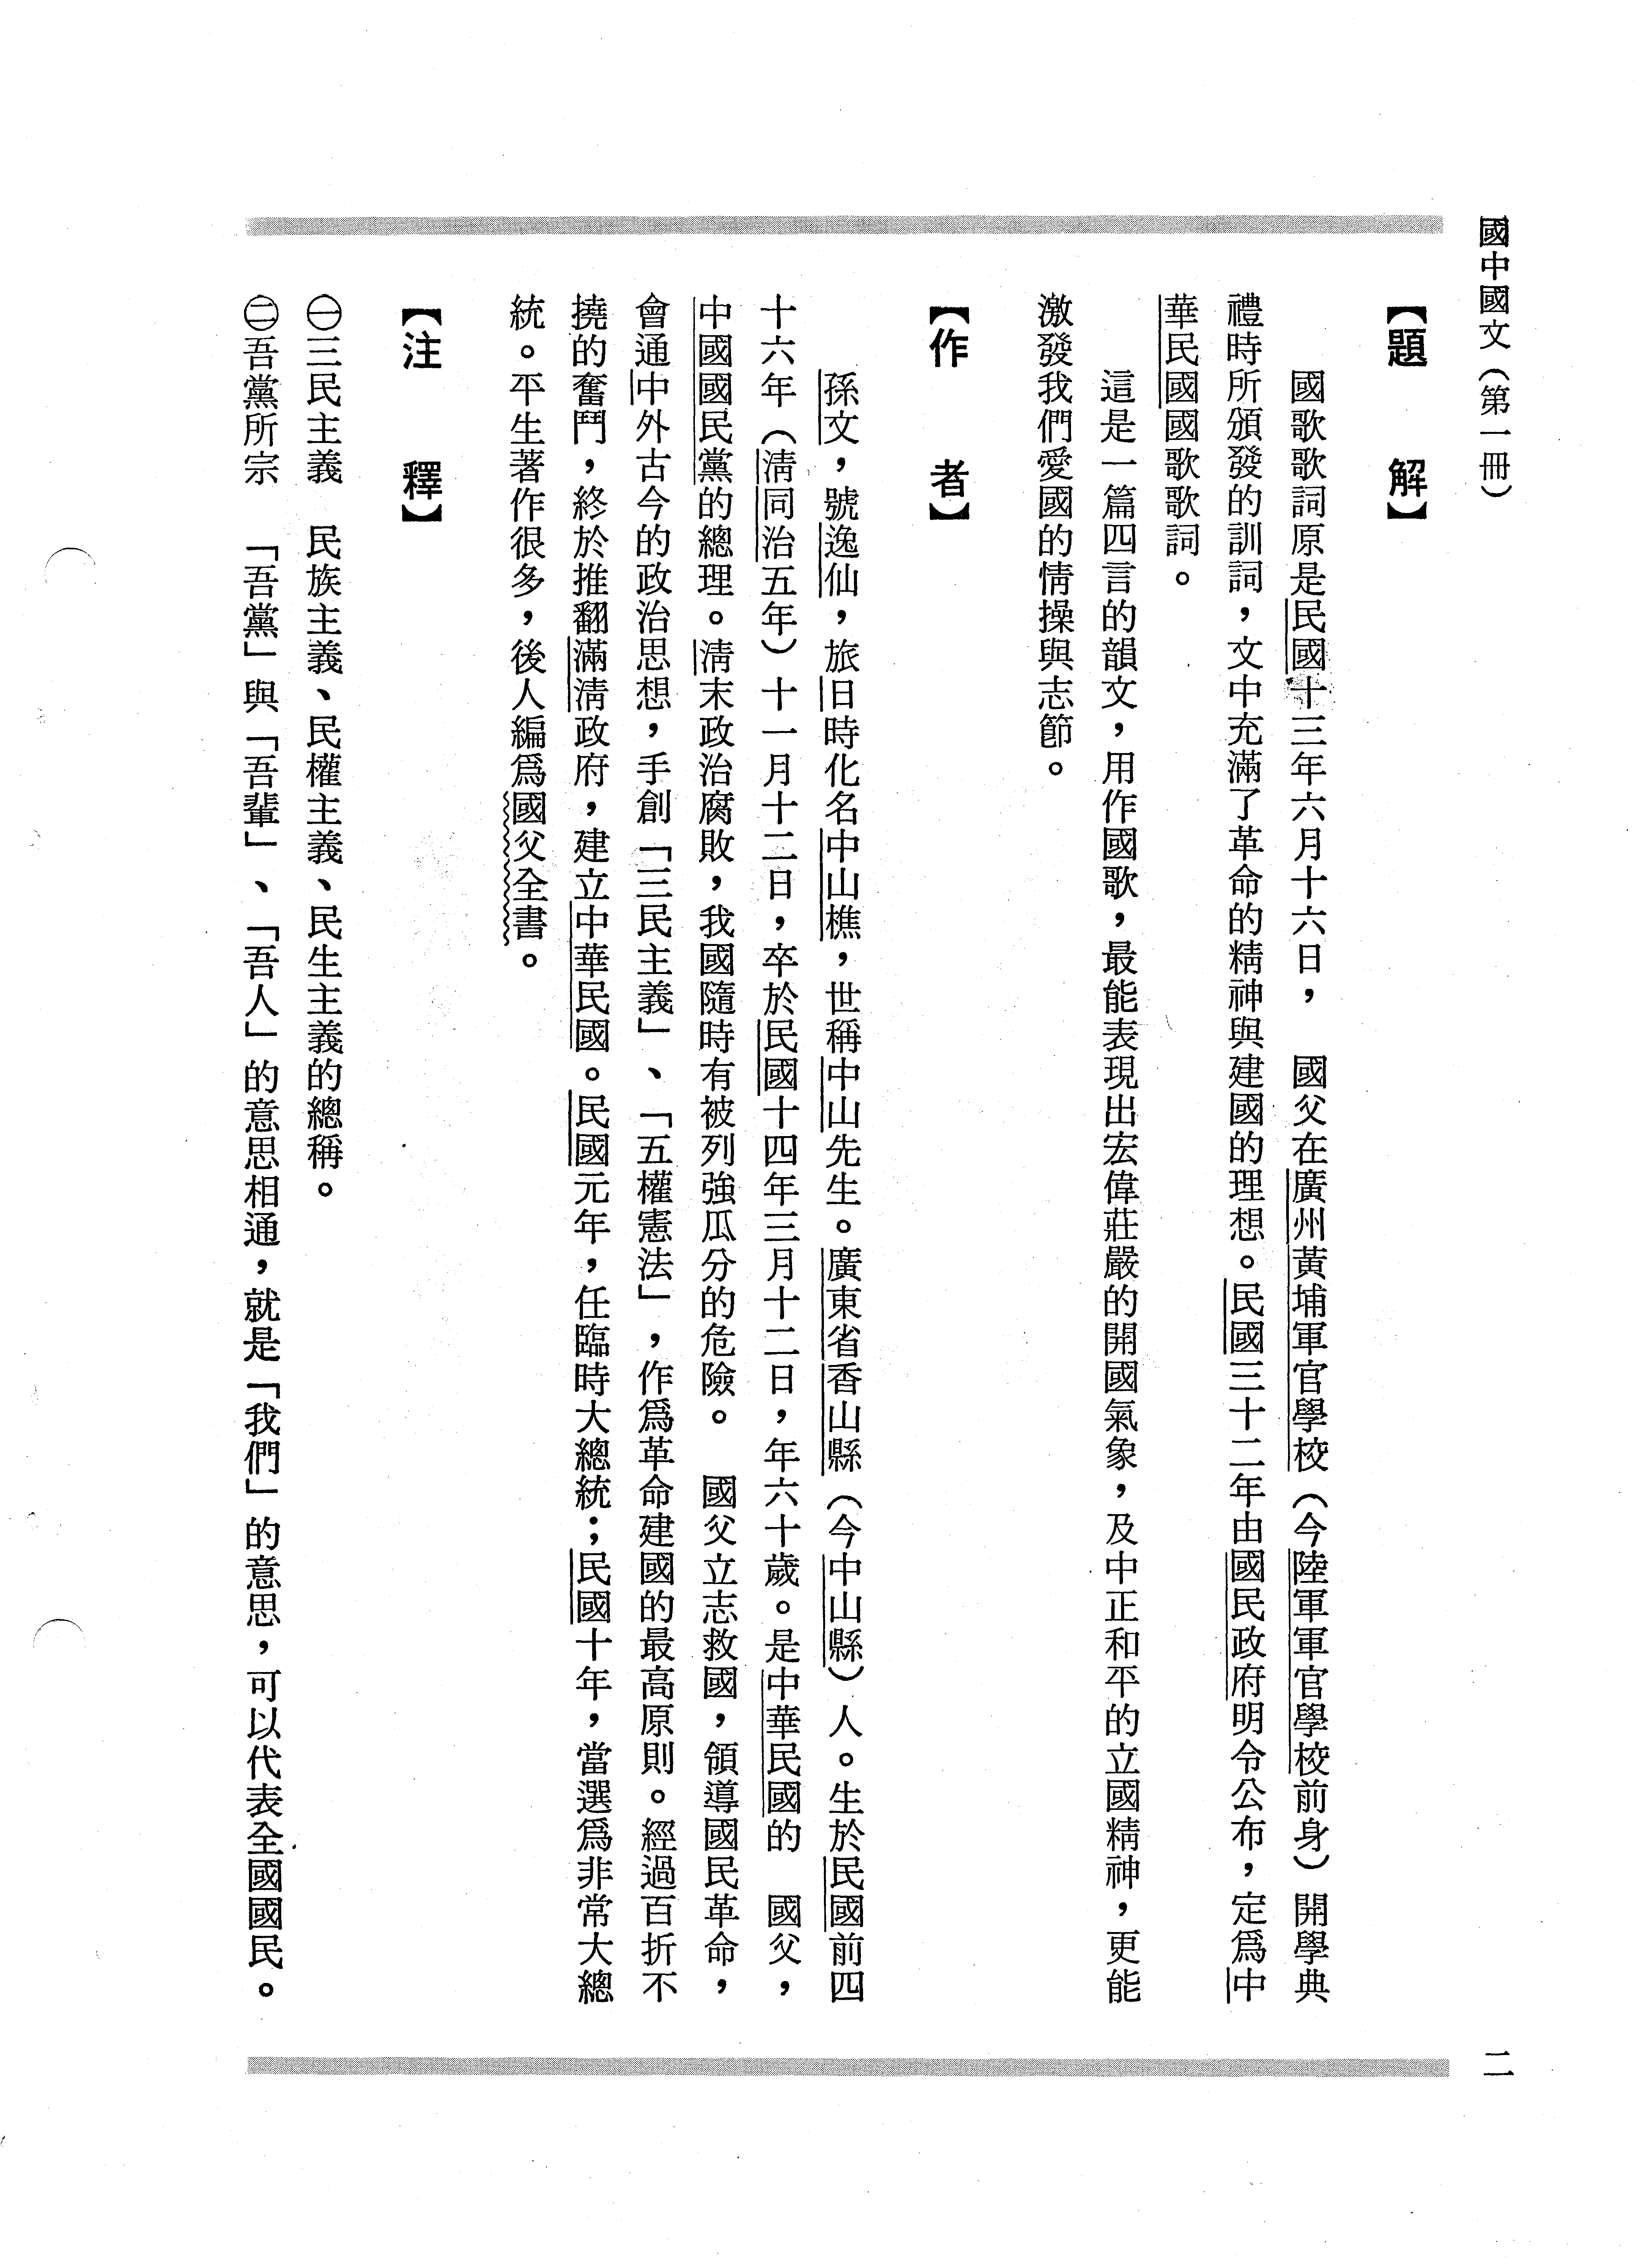 國中國文（第一冊）
二
【題　解】
　　國歌歌詞原是民國十三年六月十六日，　國父在廣州黃埔軍官學校（今陸軍軍官學校前身）開學典
禮時所頒發的訓詞，文中充滿了革命的精神與建國的理想。民國三十二年由國民政府明令公布，定爲中
華民國國歌歌詞。
　　這是一篇四言的韻文，用作國歌，最能表現出宏偉莊嚴的開國氣象，及中正和平的立國精神，更能
激發我們愛國的情操與志節。
【作　者】
　　孫文，號逸仙，旅日時化名中山樵，世稱中山先生。廣東省香山縣（今中山縣）人。生於民國前四
十六年（淸同治五年）十一月十二日，卒於民國十四年三月十二日，年六十歲。是中華民國的　國父，
中國國民黨的總理。淸末政治腐敗，我國隨時有被列強瓜分的危險。　國父立志救國，領導國民革命，
會通中外古今的政治思想，手創「三民主義」、「五權憲法」，作爲革命建國的最高原則。經過百折不
撓的奮鬥，終於推翻滿淸政府，建立中華民國。民國元年，任臨時大總統；民國十年，當選爲非常大總
統。平生著作很多，後人編爲國父全書。
【注　釋】
㊀三民主義　民族主義、民權主義、民生主義的總稱。
㊁吾黨所宗　「吾黨」與「吾輩」、「吾人」的意思相通，就是「我們」的意思，可以代表全國國民。